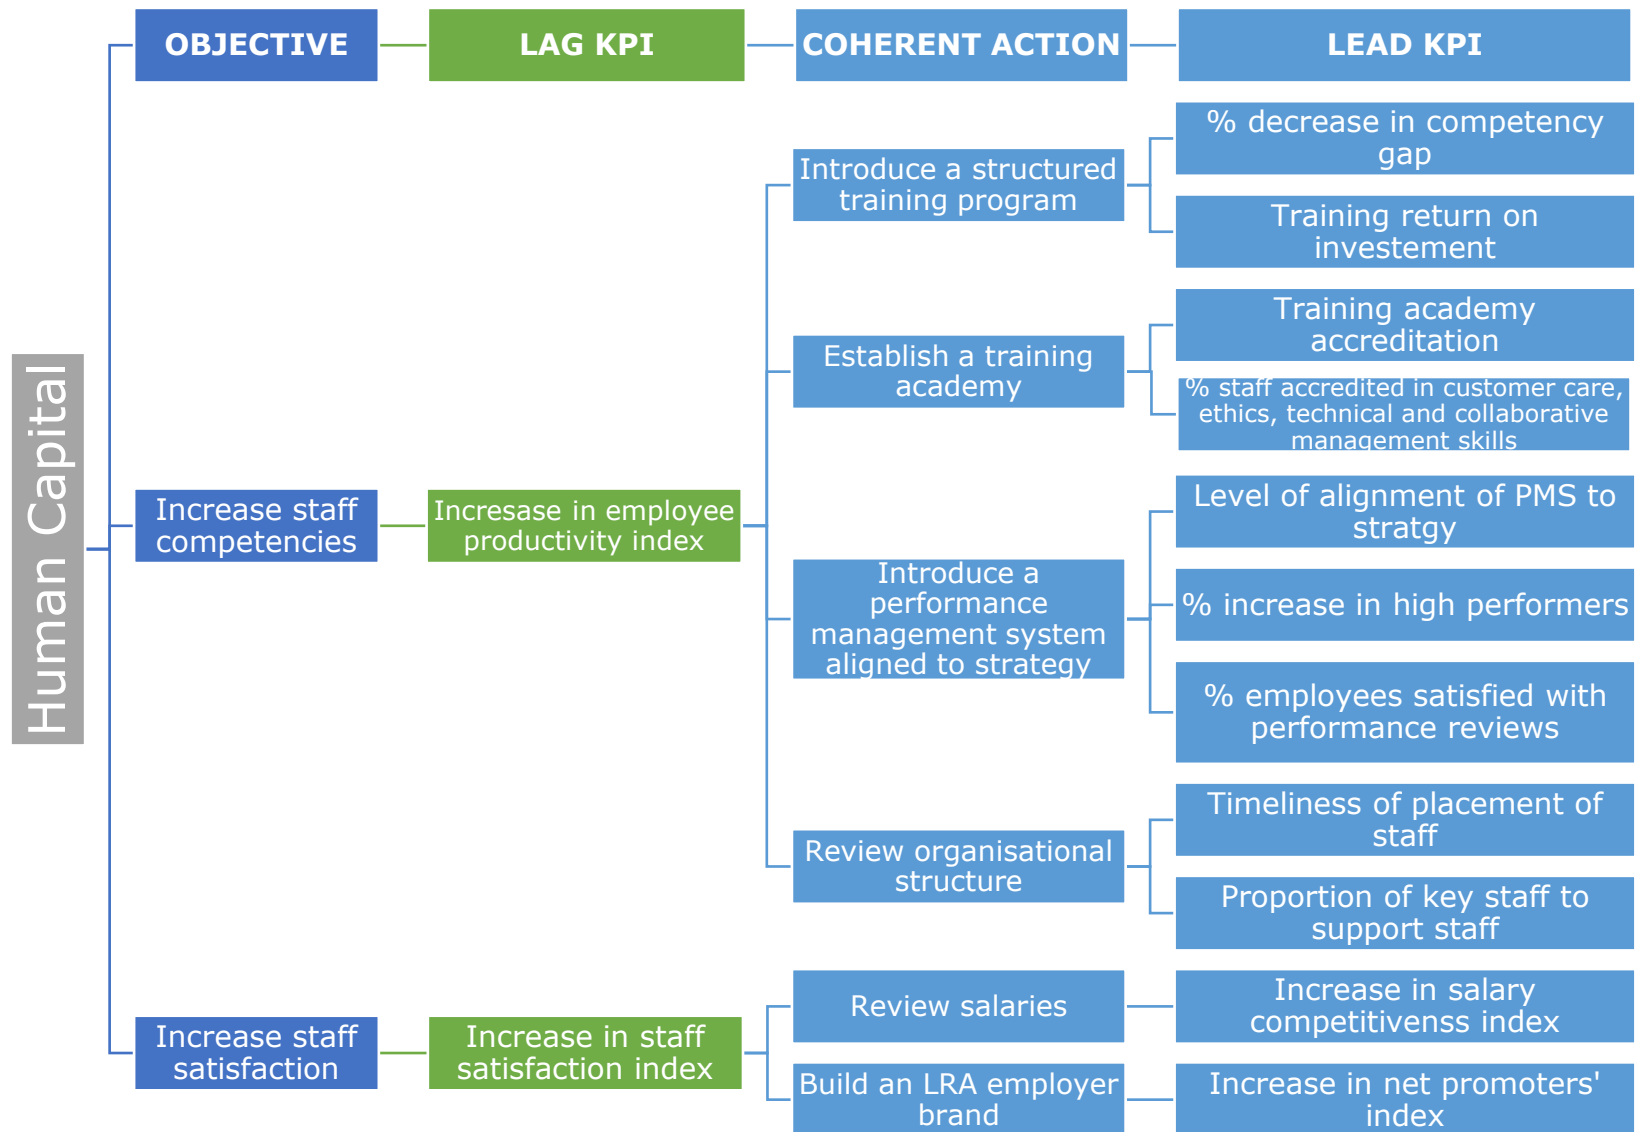 OBJECTIVE
LAG KPI
COHERENT ACTION
LEAD KPI
Human Capital
Increase staff
competencies
Incresase in employee
productivity index
Introduce a structured
training program
% decrease in competency
gap
Training return on
investement
Establish a training
academy
Training academy
accreditation
% staff accredited in customer care,
ethics, technical and collaborative
management skills
Introduce a
performance
management system
aligned to strategy
Level of alignment of PMS to
stratgy
% increase in high performers
% employees satisfied with
performance reviews
Review organisational
structure
Timeliness of placement of
staff
Proportion of key staff to
support staff
Increase staff
satisfaction
Increase in staff
satisfaction index
Review salaries
Increase in salary
competitivenss index
Build an LRA employer
brand
Increase in net promoters'
index